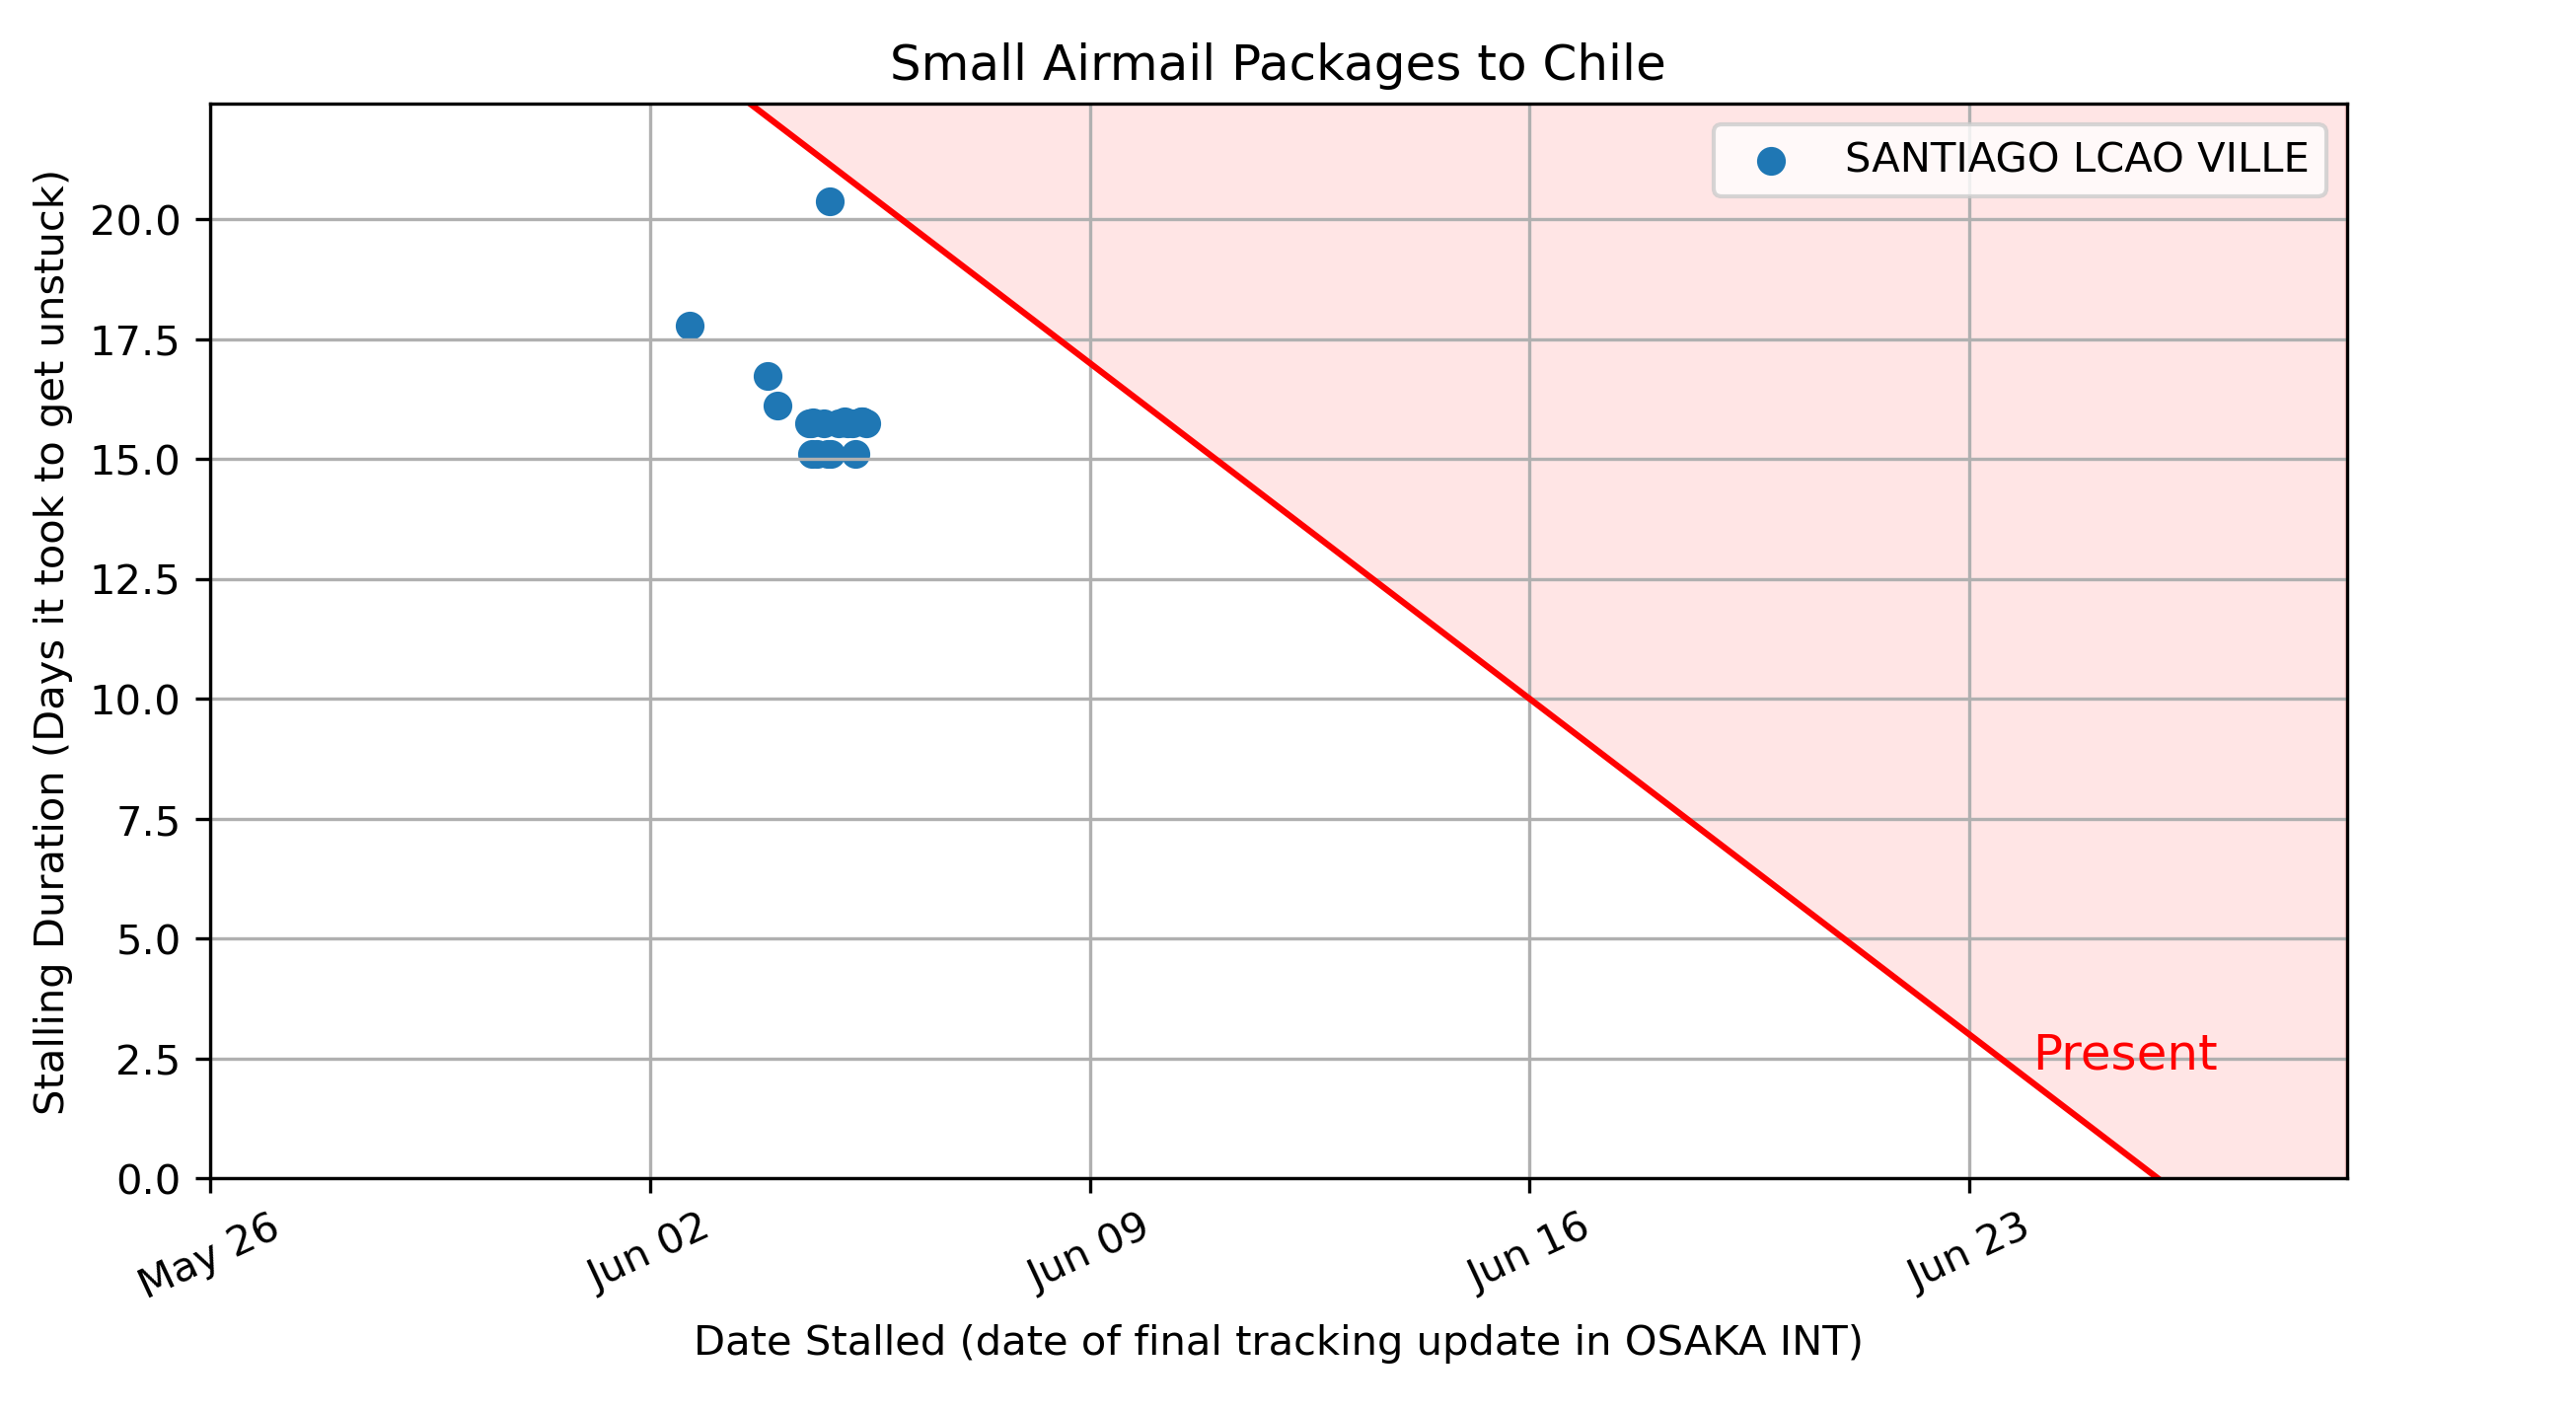 Small Airmail Packages to Chile
SANTIAGO LCAO VILLE
Stalling Duration (Days it took to get unstuck)
20.0
17.5
15.0
12.5
10.0
7.5
5.0
2.5
0.0
Present
May 26
Jun 02
Jun 09
Jun 16
Jun 23
Date Stalled (date of final tracking update in OSAKA INT)